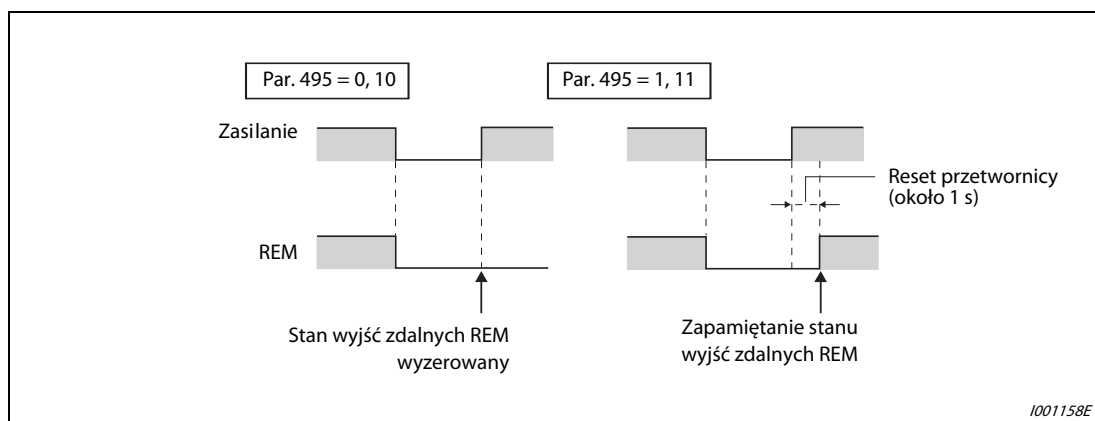 Par. 495 = 0, 10
Par. 495 = 1, 11
Zasilanie
Reset przetwornicy
(około 1 s)
REM
Stan wyjść zdalnych REM
wyzerowany
Zapamiętanie stanu
wyjść zdalnych REM
I001158E